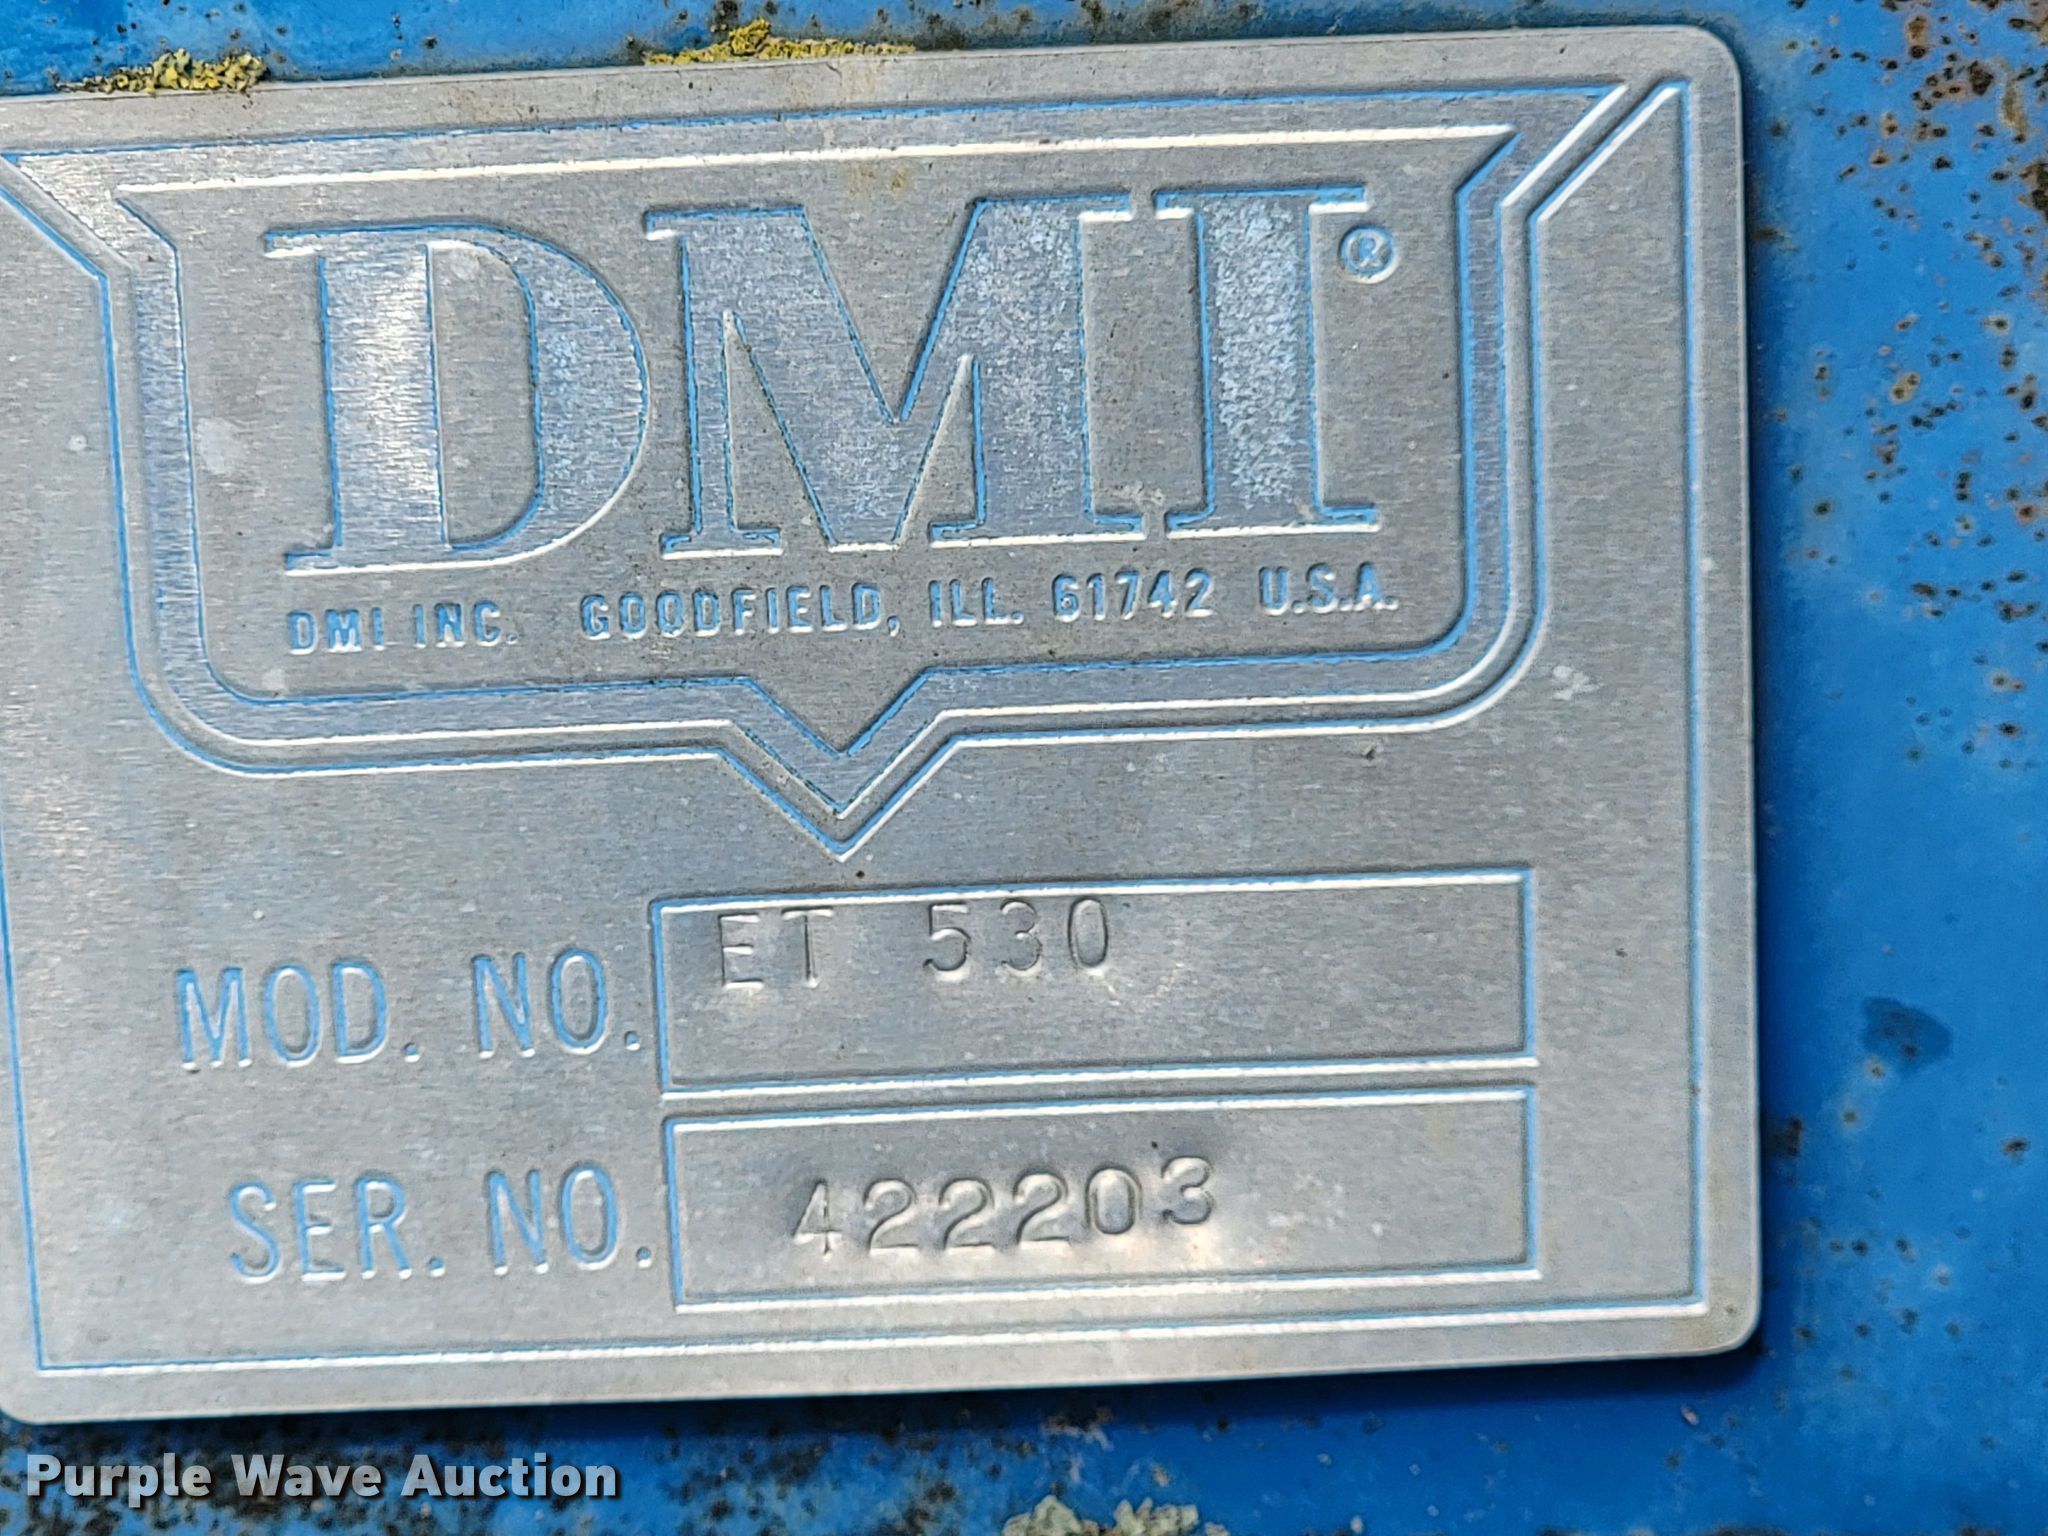 DMI®
DMI INC. GOODFIELD, ILL. 61742 U.S.A.
MOD. NO. ET 530
SER. NO. 422203
Purple Wave Auction